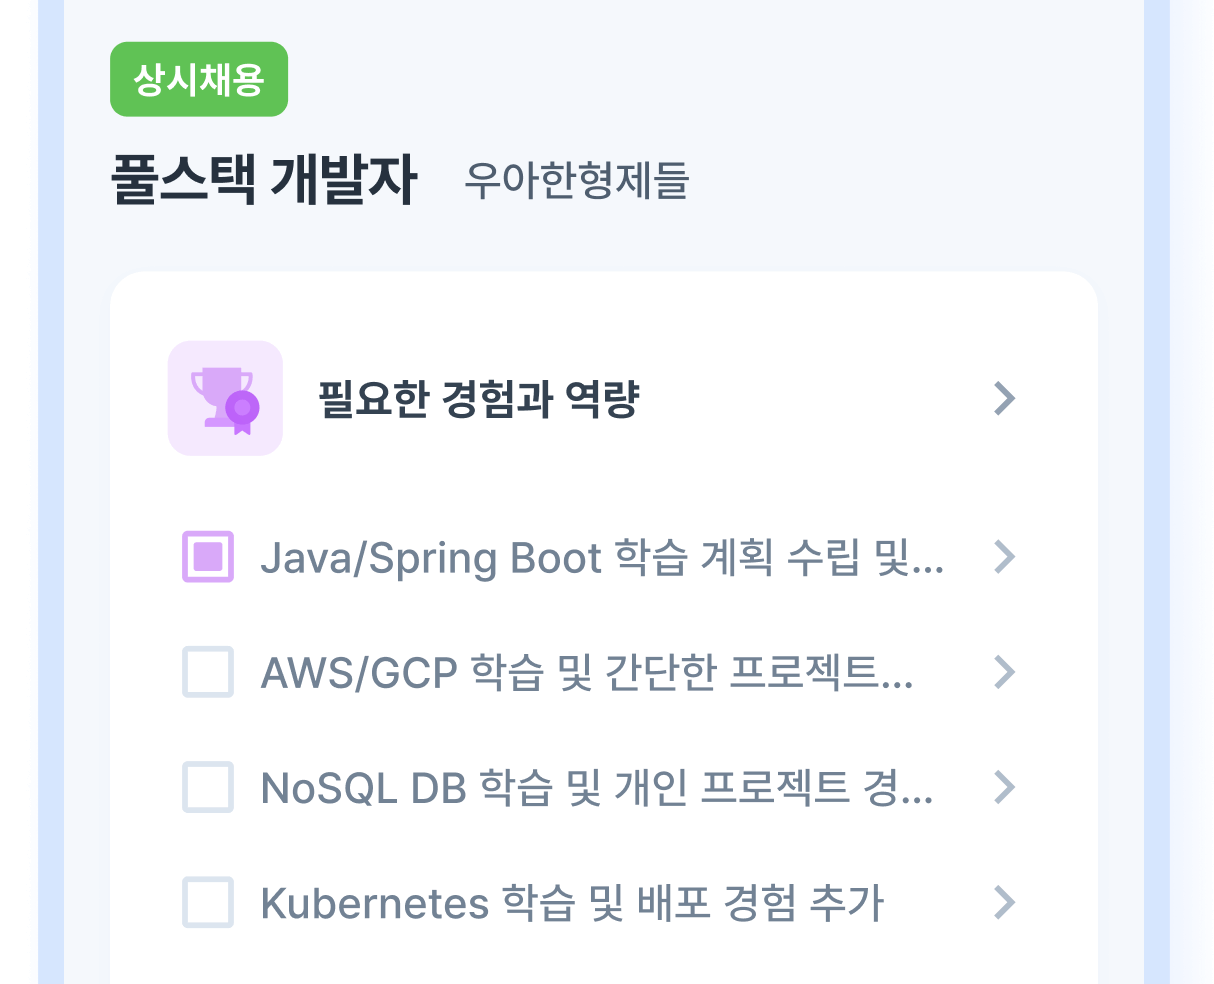 상시채용
풀스택 개발자 우아한형제들
필요한 경험과 역량
Java/Spring Boot 학습 계획 수립 및...
AWS/GCP 학습 및 간단한 프로젝트...
NoSQL DB 학습 및 개인 프로젝트 경...
Kubernetes 학습 및 배포 경험 추가